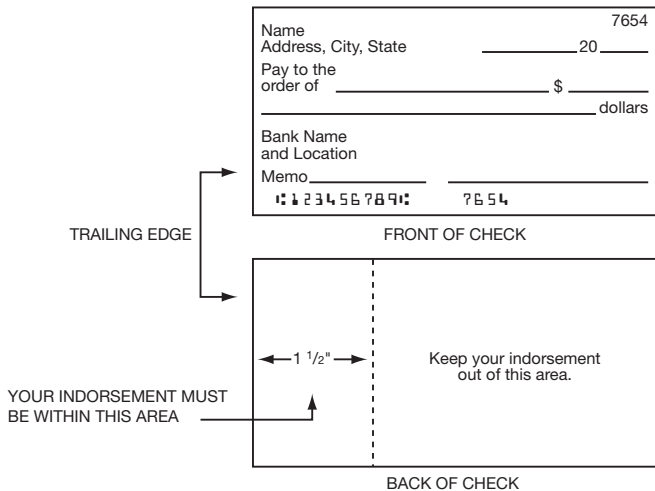 7654
Name
Address, City, State 20
Pay to the
order of $
dollars
Bank Name
and Location
Memo
⑆123456789⑆ 7654
TRAILING EDGE
FRONT OF CHECK
1 1/2"
Keep your indorsement
out of this area.
YOUR INDORSEMENT MUST
BE WITHIN THIS AREA
BACK OF CHECK